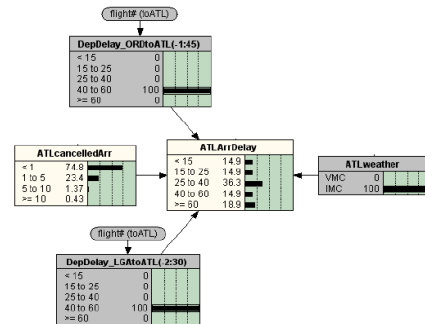 flight# (toATL)
DepDelay_ORDtoATL(-1:45)
< 15 0
15 to 25 0
25 to 40 0
40 to 60 100
>= 60 0
ATLcancelledArr
< 1 74.8
1 to 5 23.4
5 to 10 1.37
>= 10 0.43
ATLArrDelay
< 15 14.9
15 to 25 14.9
25 to 40 36.3
40 to 60 14.9
>= 60 18.9
ATLweather
VMC 0
IMC 100
flight# (toATL)
DepDelay_LGAtoATL(.2:30)
< 15 0
15 to 25 0
25 to 40 0
40 to 60 100
>= 60 0